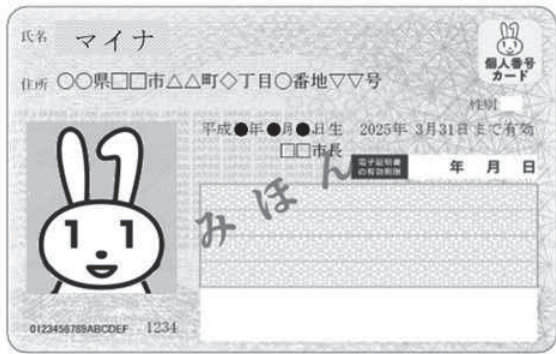 氏名 マイナ
個人番号
カード
住所 ○○県□□市△△町◇丁目○番地▽▽号
性別
平成●年●月●日生 2025年 3月31日まで有効
□□市長
電子証明書
の有効期限
年 月 日
みほん
1 1
0123456789ABCDEF 1234